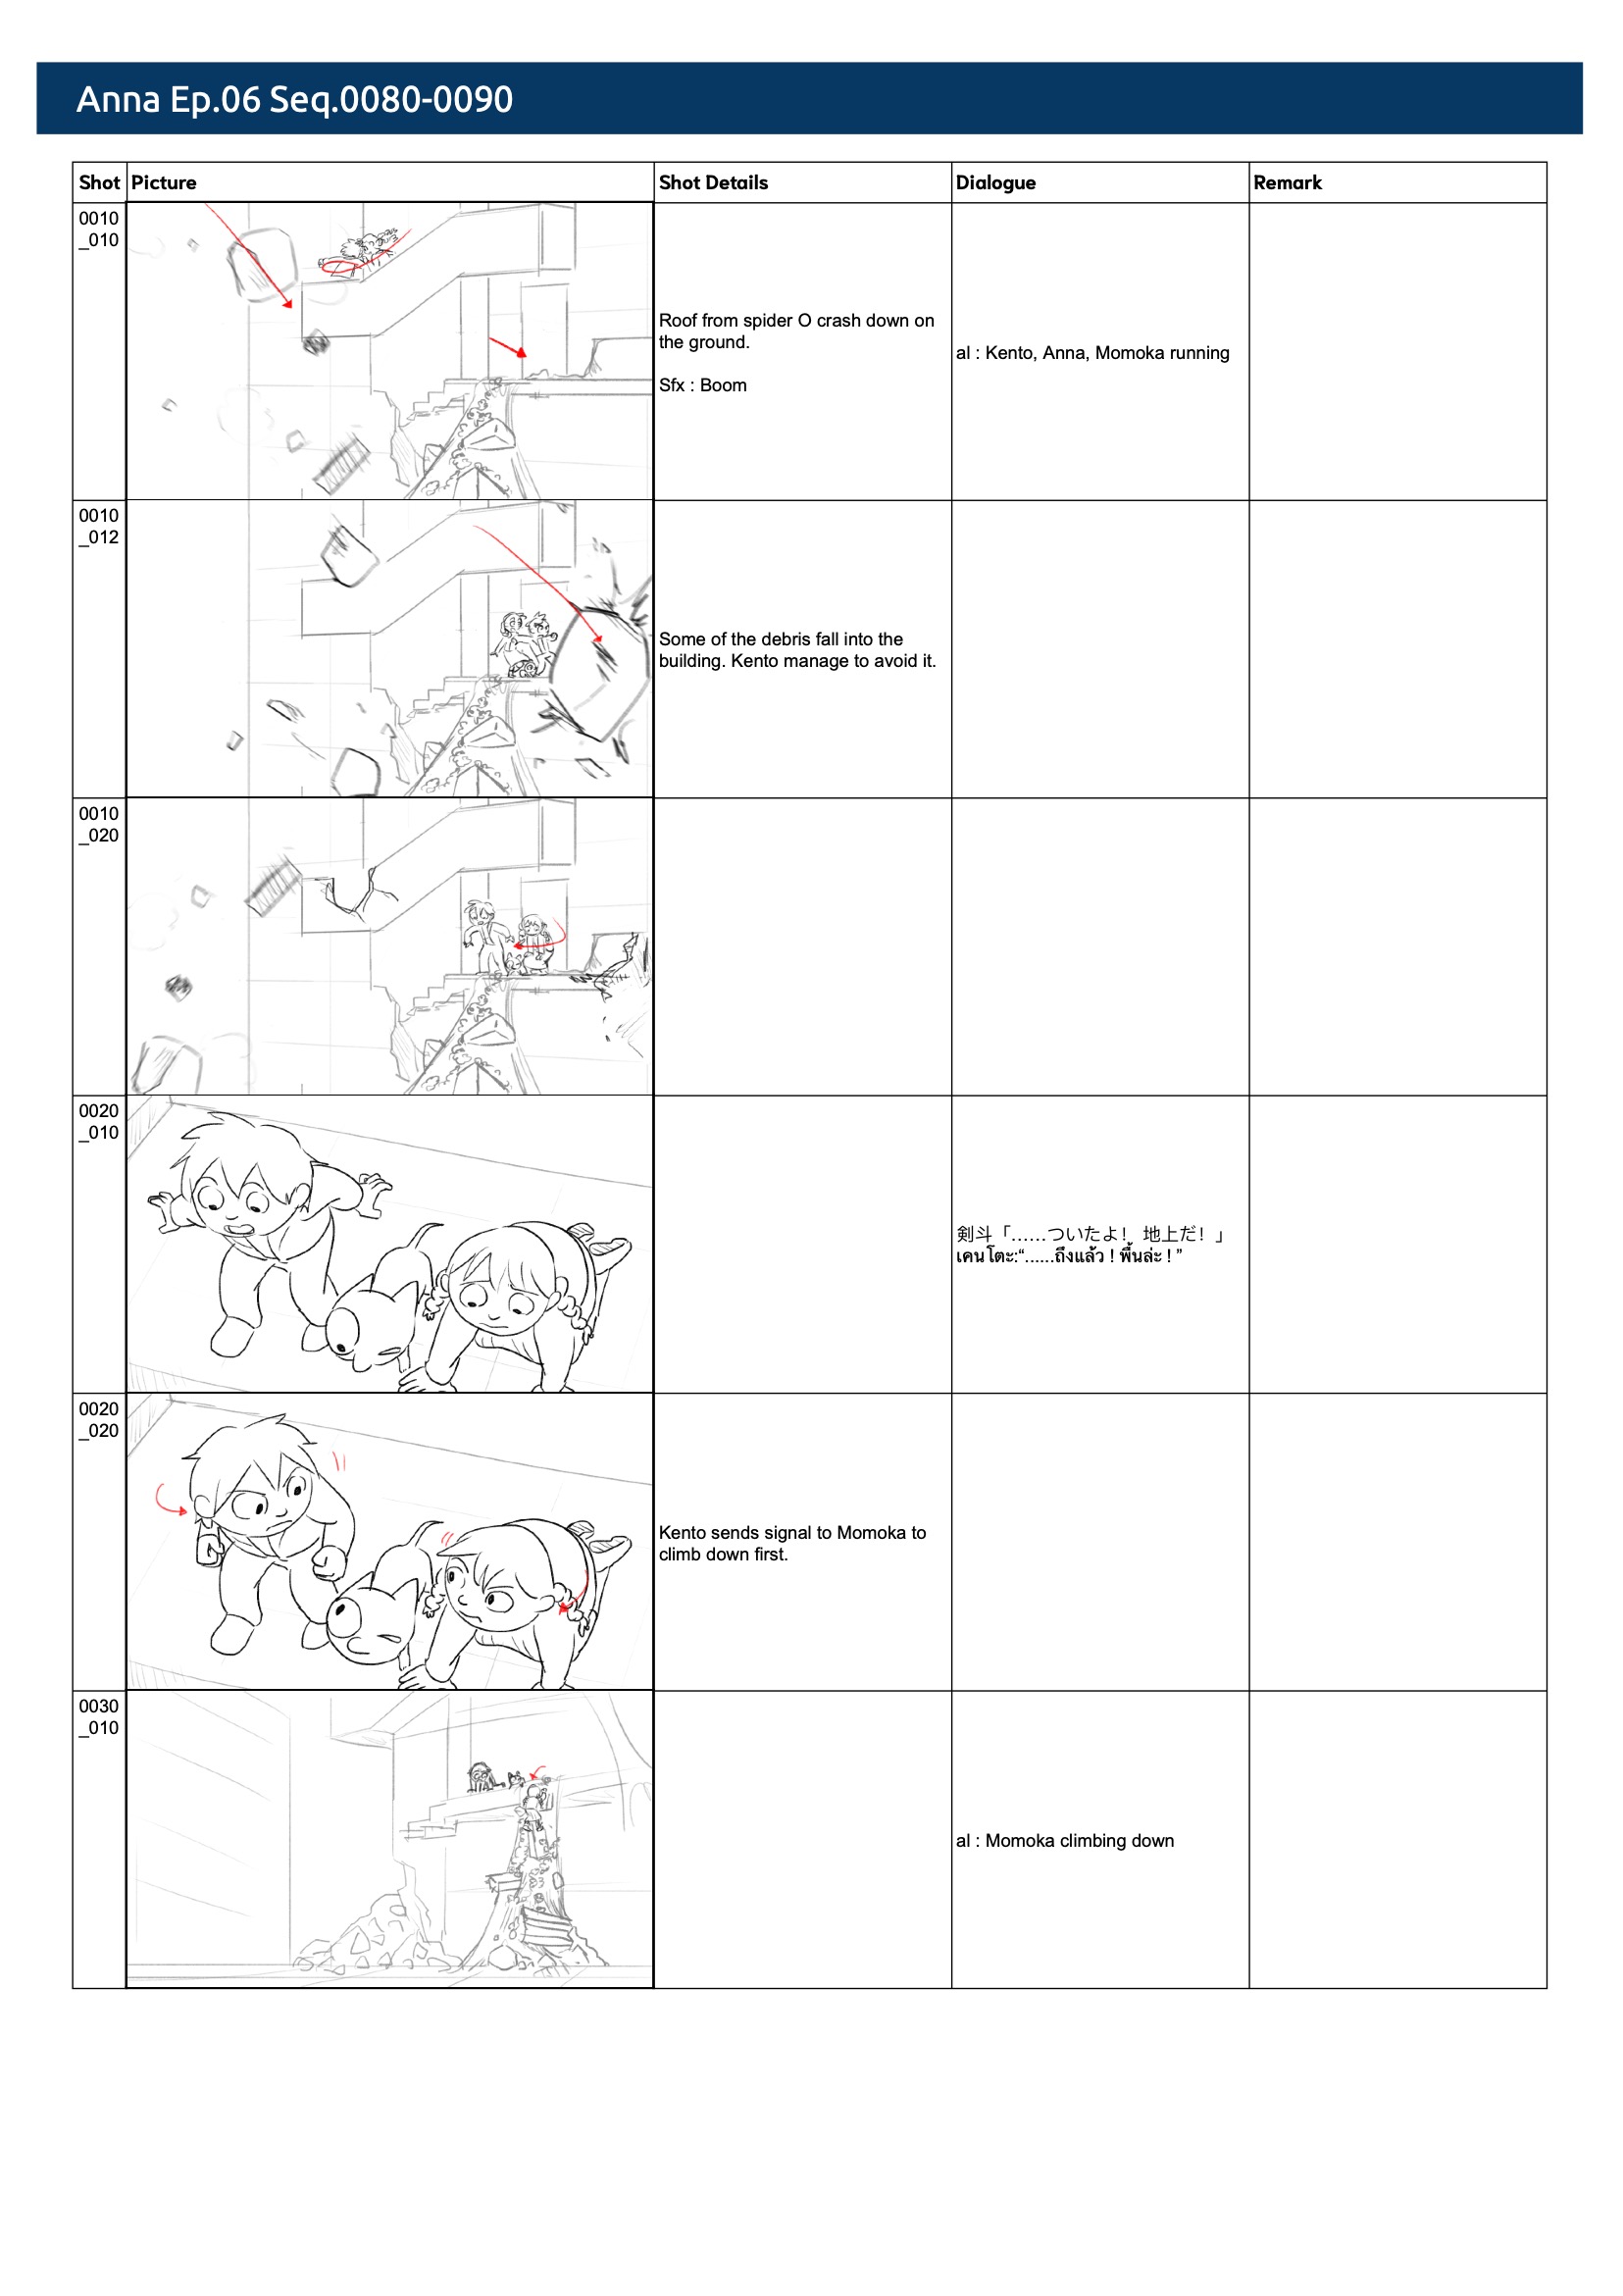 Anna Ep.06 Seq.0080-0090
Shot Picture Shot Details Dialogue Remark
0010
_010
Roof from spider O crash down on
the ground.
Sfx : Boom
al : Kento, Anna, Momoka running
0010
_012
Some of the debris fall into the
building. Kento manage to avoid it.
0010
_020
0020
_010
剣斗「……ついたよ！ 地上だ！」
เคนโตะ:“……ถึงแล้ว ! พื้นล่ะ ! ”
0020
_020
Kento sends signal to Momoka to
climb down first.
0030
_010
al : Momoka climbing down